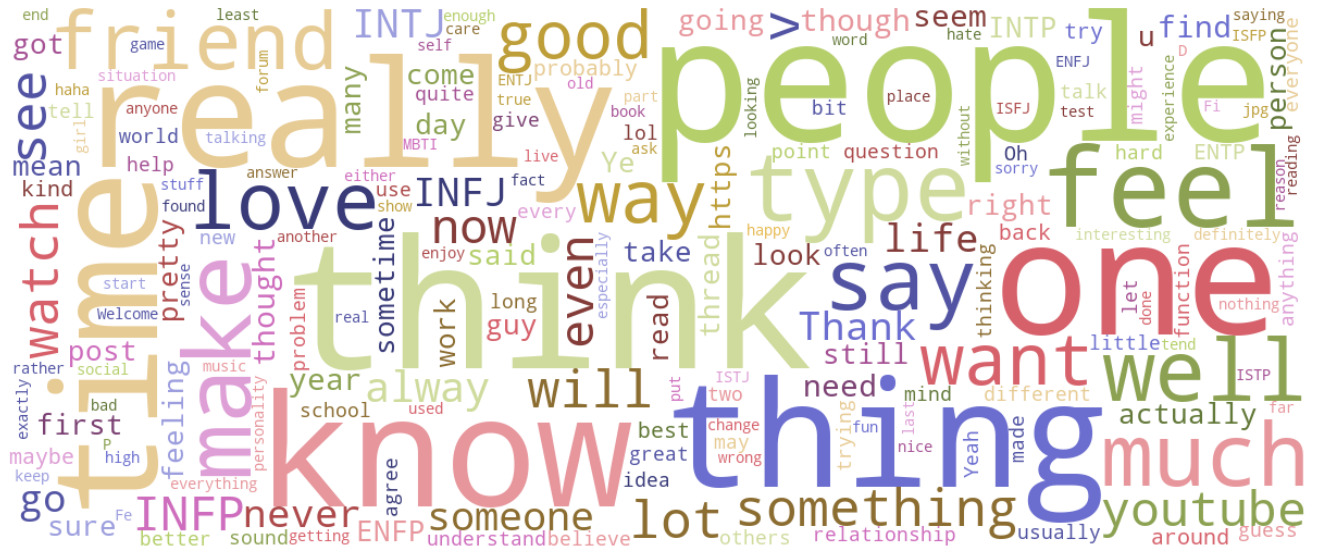 end
least
INTJ
enough
good
going
>
though
seem
people
INTP
u
find
saying
got
friend
game
care
hate
try
ISFP
self
word
person
everyone
see
situation
forum
many
come
ENTJ
probably
ENFJ
D
haha
really
quite
true
old
part
looking
bit
place
ISFJ
talk
might
experience
Fi
jpg
tell
anyone
day
give
book
test
girl
world
talking
MBTI
lol
ask
without
mean
help
answer
live
Ye
point
question
Oh
hard
ENTP
reading
kind
stuff
either
use
INFJ
fact
way
https
type
sorry
feel
reason
watch
time
found
love
show
every
right
pretty
new
another
now
happy
life
back
interesting
definitely
make
thought
sometime
enjoy
said
even
especially
take
thread
look
often
say
one
anything
sense
start
Welcome
think
problem
real
work
long
guy
read
Thank
thinking
let
done
function
nothing
post
social
music
still
want
little
tend
well
rather
feeling
year
alway
will
put
ISTJ
two
need
mind
different
ISTP
exactly
bad
first
personality
school
used
know
thing
best
change
may
wrong
trying
last
fun
nice
Yeah
made
actually
far
much
maybe
P
high
great
keep
everything
agree
idea
go
sure
Fe
INFP
never
someone
lot
something
youtube
better
sound
getting
ENFP
understand
believe
others
relationship
usually
around
guess